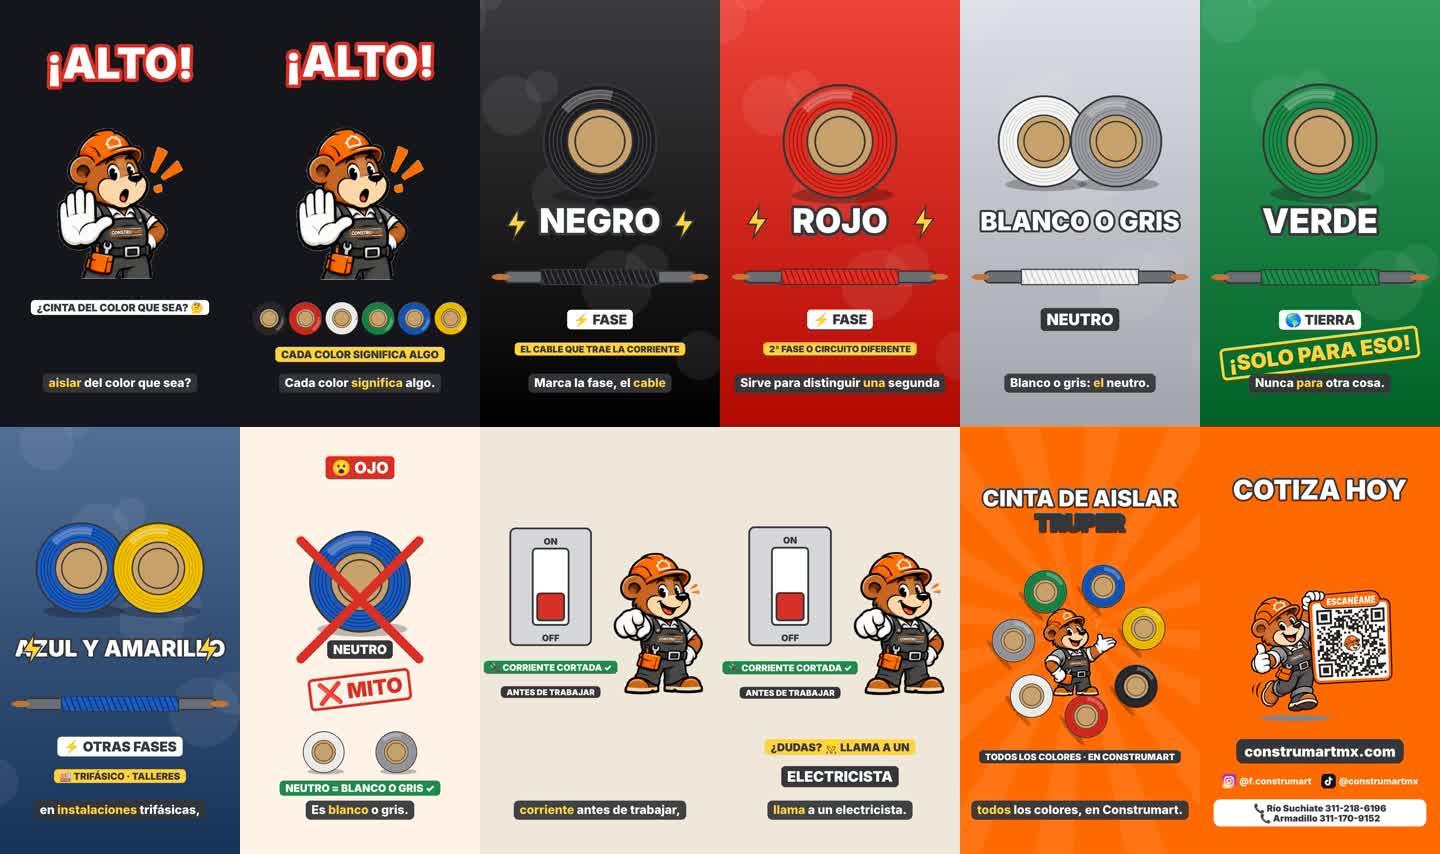 ¡ALTO!
CONSTRUMART
¿CINTA DEL COLOR QUE SEA? 🤔
aislar del color que sea?
¡ALTO!
CONSTRUMART
CADA COLOR SIGNIFICA ALGO
Cada color significa algo.
⚡ NEGRO ⚡
⚡ FASE
EL CABLE QUE TRAE LA CORRIENTE
Marca la fase, el cable
⚡ ROJO ⚡
⚡ FASE
2ª FASE O CIRCUITO DIFERENTE
Sirve para distinguir una segunda
BLANCO O GRIS
NEUTRO
Blanco o gris: el neutro.
VERDE
🌎 TIERRA
¡SOLO PARA ESO!
Nunca para otra cosa.
AZUL Y AMARILLO
⚡ OTRAS FASES
🏭 TRIFÁSICO · TALLERES
en instalaciones trifásicas,
😮 OJO
NEUTRO
❌ MITO
NEUTRO = BLANCO O GRIS ✓
Es blanco o gris.
ON
OFF
🔌 CORRIENTE CORTADA ✓
ANTES DE TRABAJAR
corriente antes de trabajar,
ON
OFF
🔌 CORRIENTE CORTADA ✓
ANTES DE TRABAJAR
¿DUDAS? LLAMA A UN
ELECTRICISTA
llama a un electricista.
CINTA DE AISLAR
TRUPER
TODOS LOS COLORES · EN CONSTRUMART
todos los colores, en Construmart.
COTIZA HOY
ESCANÉAME
construmartmx.com
@f.construmart @construmartmx
📞 Río Suchiate 311-218-6196
📞 Armadillo 311-170-9152